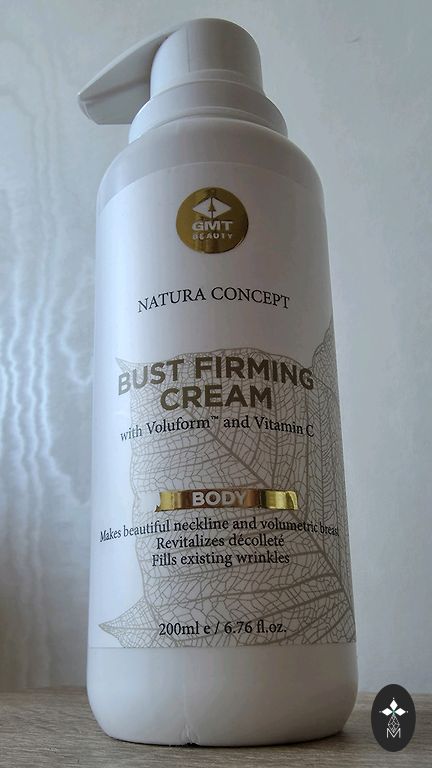 GMT
BEAUTY
NATURA CONCEPT
BUST FIRMING
CREAM
with Voluform™ and Vitamin C
BODY
Makes beautiful neckline and volumetric breast
Revitalizes décolleté
Fills existing wrinkles
200ml e / 6.76 fl.oz.